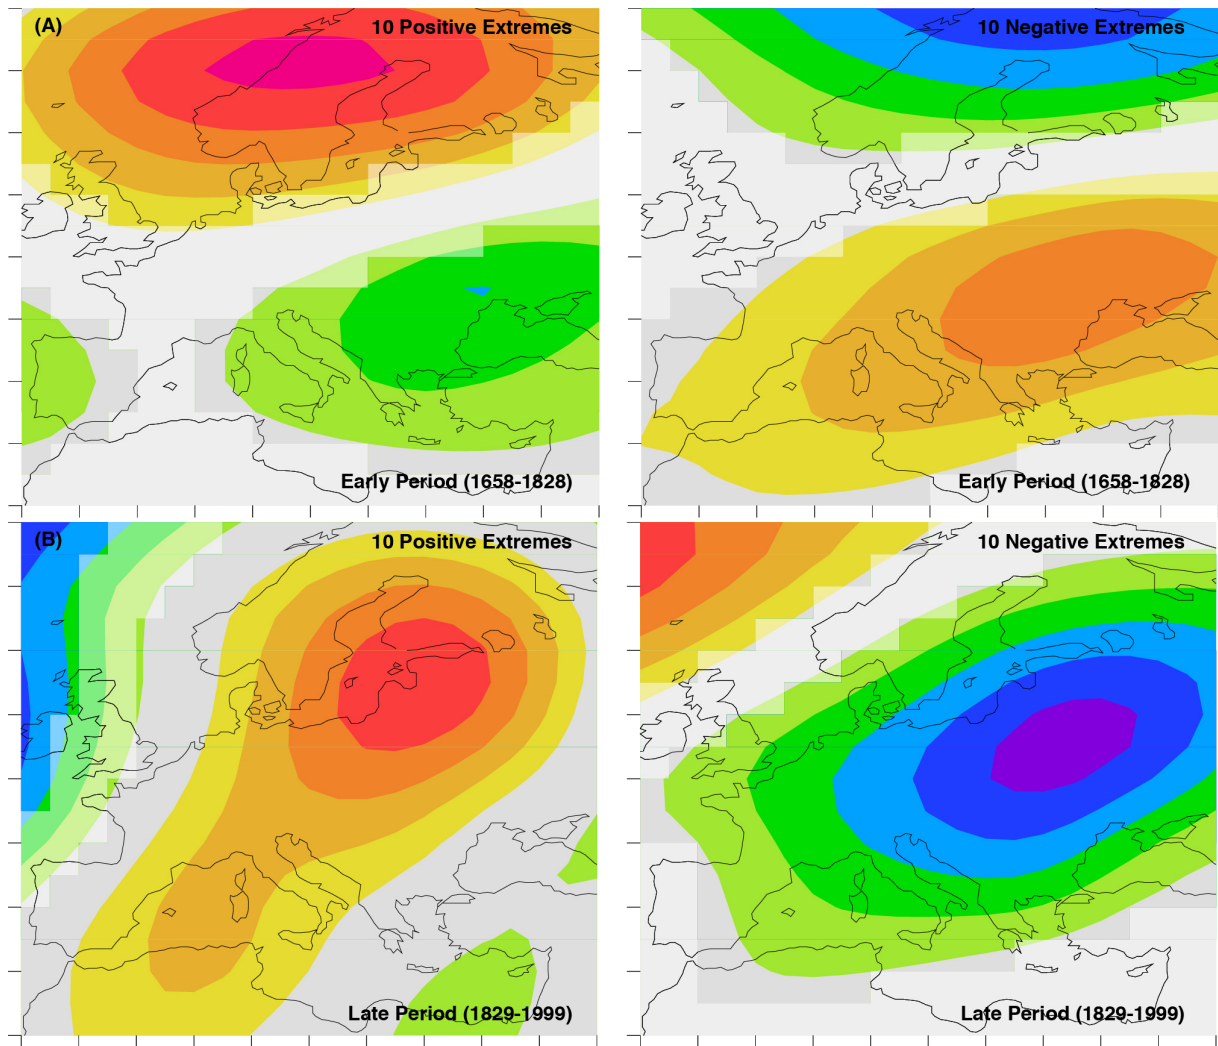 (A)
10 Positive Extremes
10 Negative Extremes
Early Period (1658-1828)
Early Period (1658-1828)
(B)
10 Positive Extremes
10 Negative Extremes
Late Period (1829-1999)
Late Period (1829-1999)